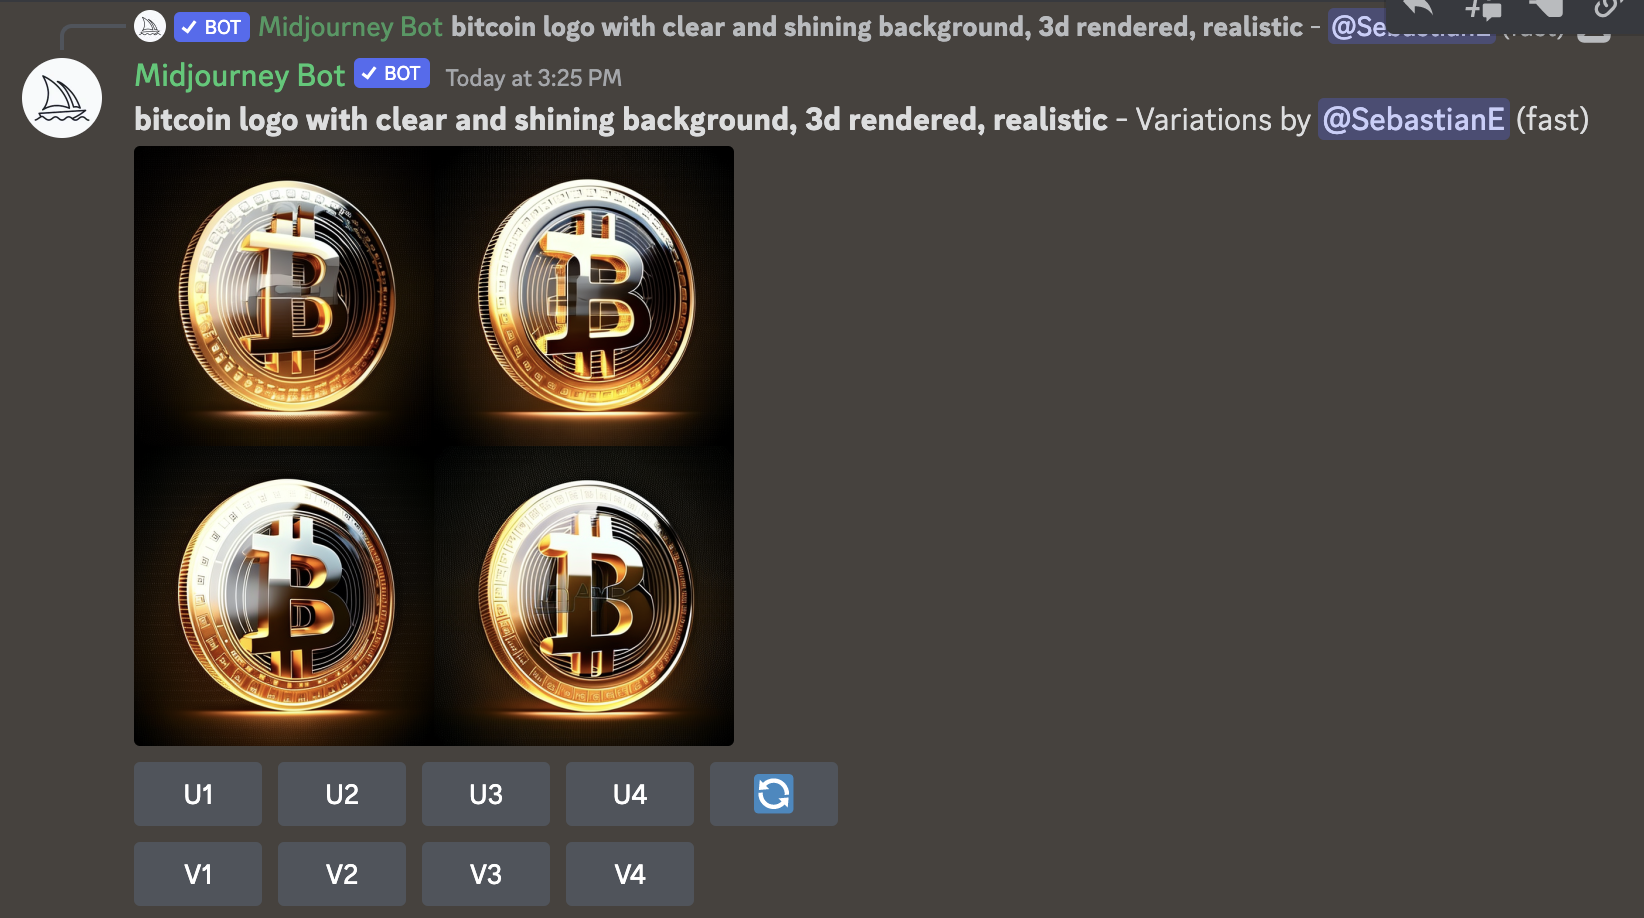 BOT Midjourney Bot bitcoin logo with clear and shining background, 3d rendered, realistic - @SebastianE (fast)
Midjourney Bot BOT Today at 3:25 PM
bitcoin logo with clear and shining background, 3d rendered, realistic - Variations by @SebastianE (fast)
U1 U2 U3 U4
V1 V2 V3 V4